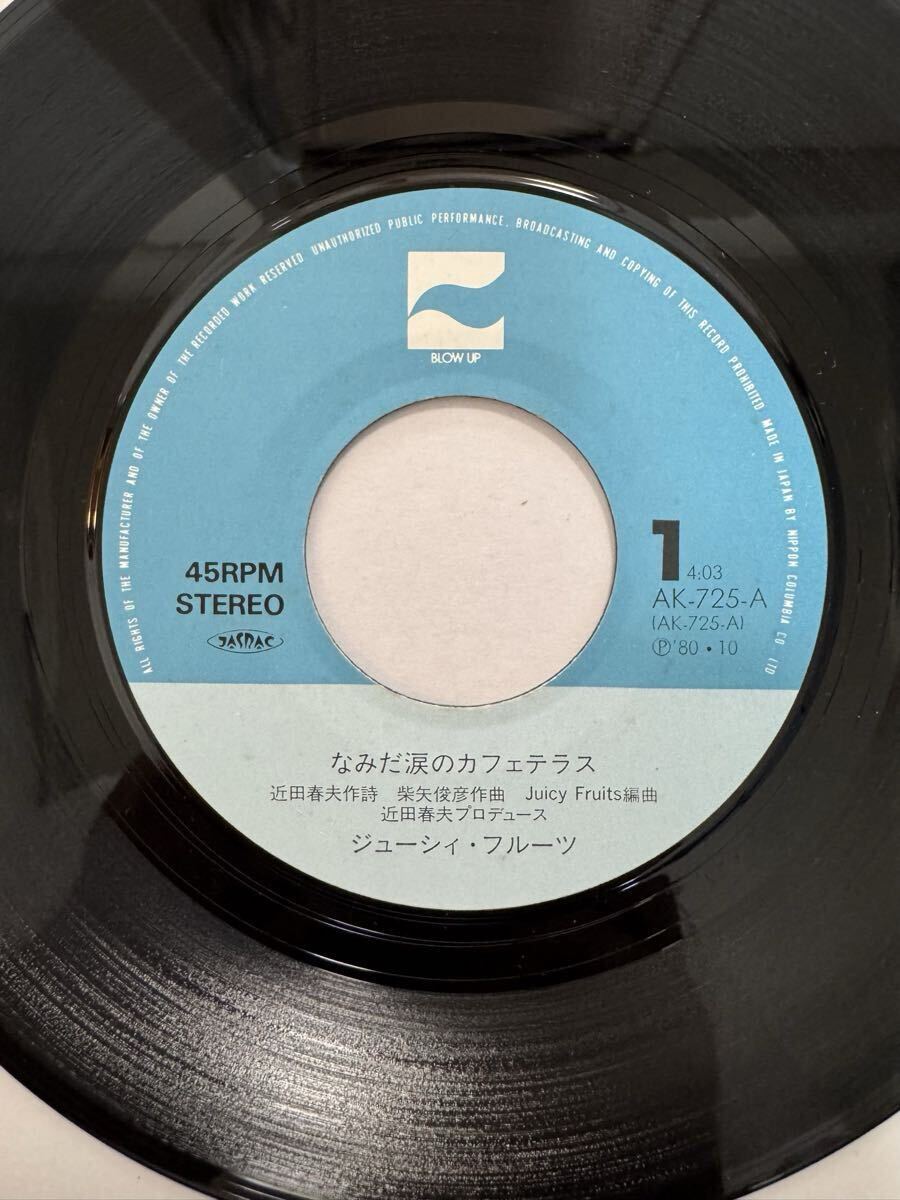 ALL RIGHTS OF THE MANUFACTURER AND OF THE OWNER OF THE RECORDED WORK RESERVED UNAUTHORIZED PUBLIC PERFORMANCE. BROADCASTING AND COPYING OF THIS RECORD PROHIBITED MADE IN JAPAN BY NIPPON COLUMBIA CO LTD
BLOW UP
45RPM
STEREO
JASRAC
1 4:03
AK-725-A
(AK-725-A)
Ⓟ'80・10
なみだ涙のカフェテラス
近田春夫作詩 柴矢俊彦作曲 Juicy Fruits編曲
近田春夫プロデュース
ジューシィ・フルーツ